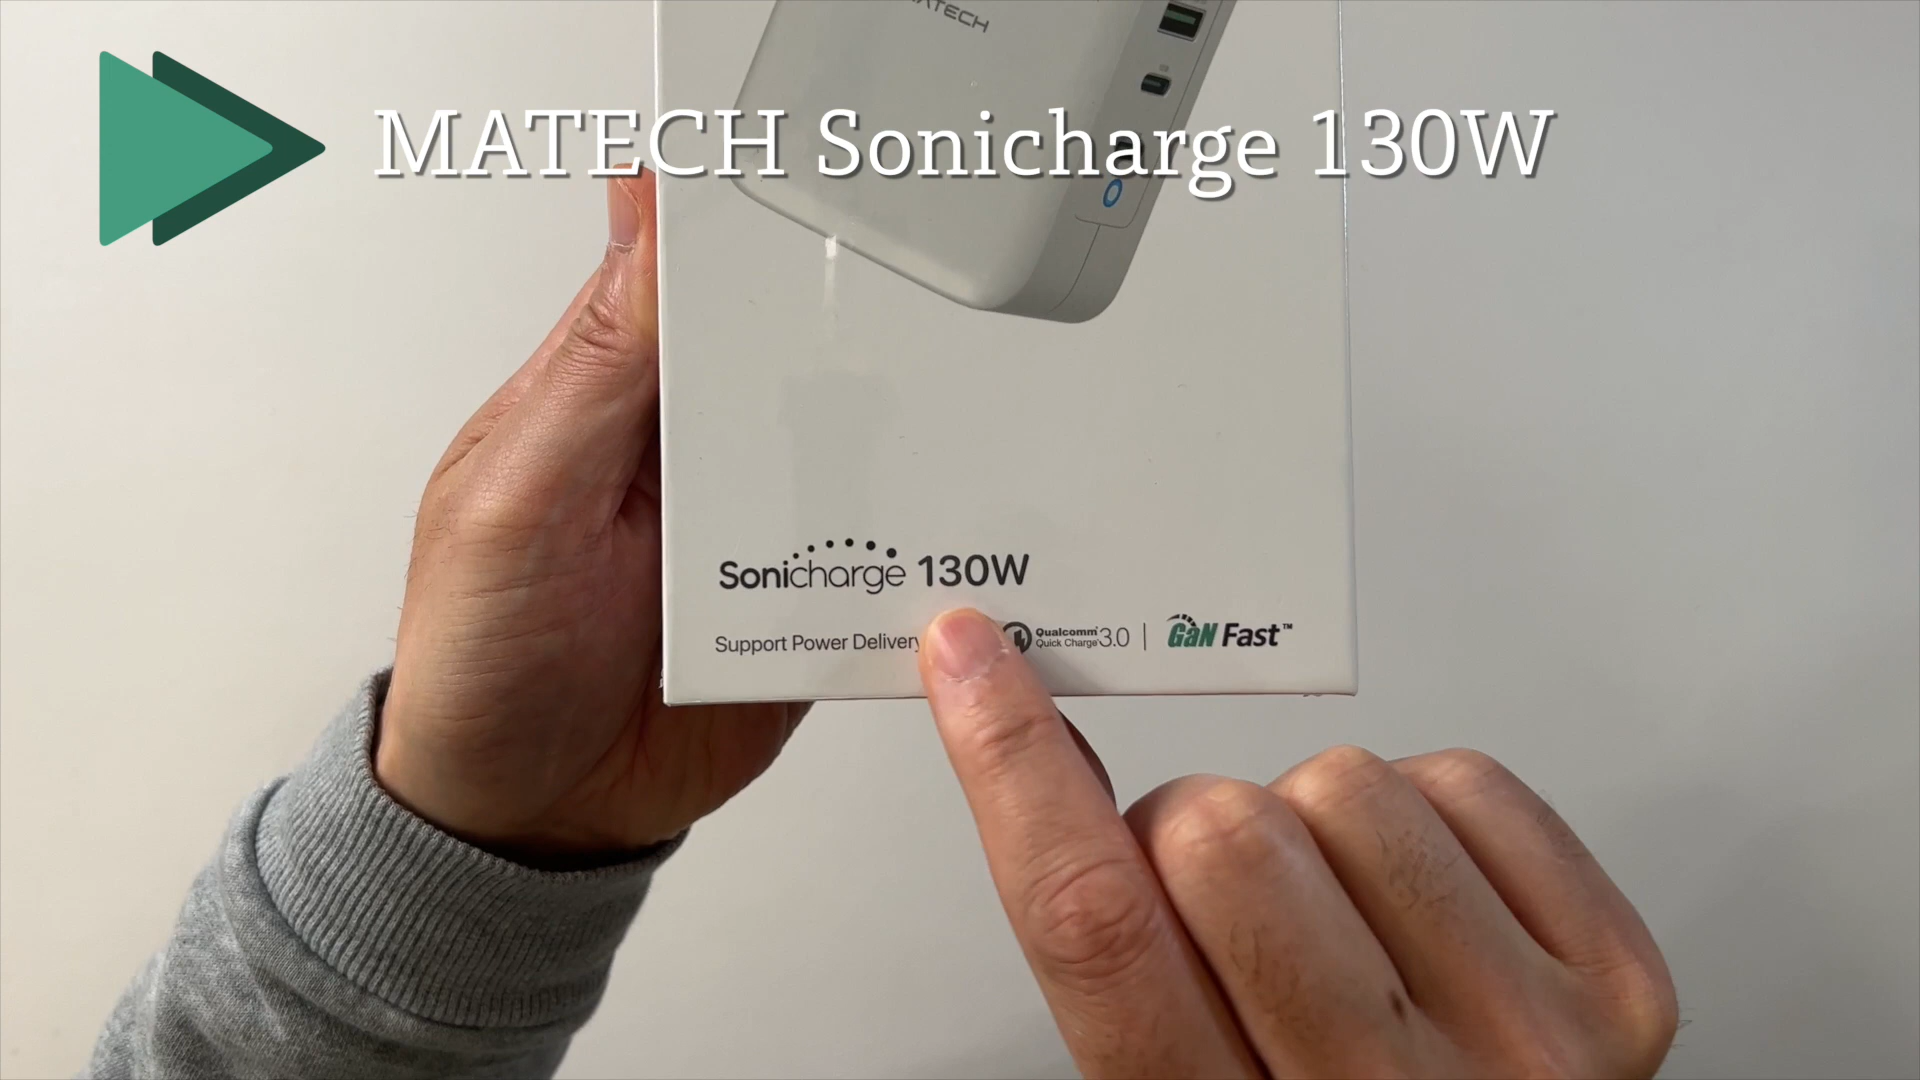 MATECH Sonicharge 130W
Sonicharge 130W
Support Power Delivery
Qualcomm
Quick Charge 3.0 | GaN Fast™